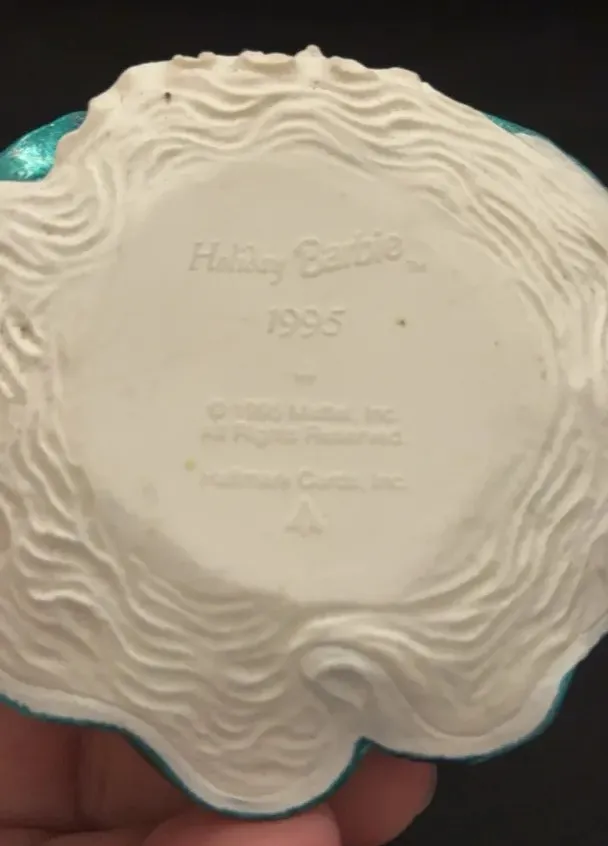 Holiday Barbie™
1995
© 1995 Mattel, Inc.
All Rights Reserved.
Hallmark Cards, Inc.